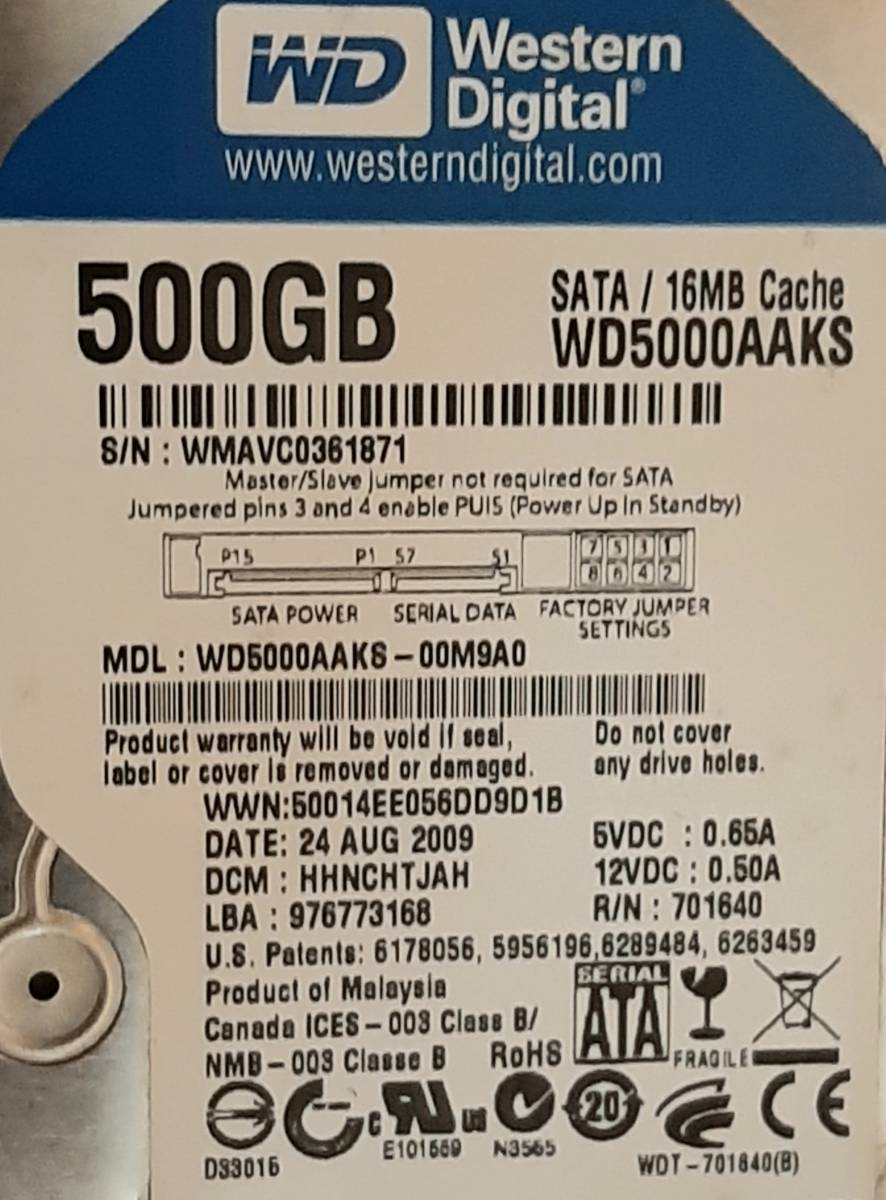 WD Western
Digital®
www.westerndigital.com
500GB
SATA / 16MB Cache
WD5000AAKS
S/N : WMAVC0361871
Master/Slave jumper not required for SATA
Jumpered pins 3 and 4 enable PUIS (Power Up In Standby)
P15 P1 S7 S1 7 5 3 1
8 6 4 2
SATA POWER SERIAL DATA FACTORY JUMPER
SETTINGS
MDL : WD5000AAKS – 00M9A0
Product warranty will be void if seal,
label or cover is removed or damaged.
Do not cover
any drive holes.
WWN:50014EE056DD9D1B
DATE: 24 AUG 2009 5VDC : 0.65A
DCM : HHNCHTJAH 12VDC : 0.50A
LBA : 976773168 R/N : 701640
U.S. Patents: 6178056, 5956196,6289484, 6263459
Product of Malaysia
Canada ICES – 003 Class B/
NMB – 003 Classe B RoHS
SERIAL
ATA
FRAGILE
c RU us 20 CE
D33016 E101559 N3565 WDT – 701640(B)